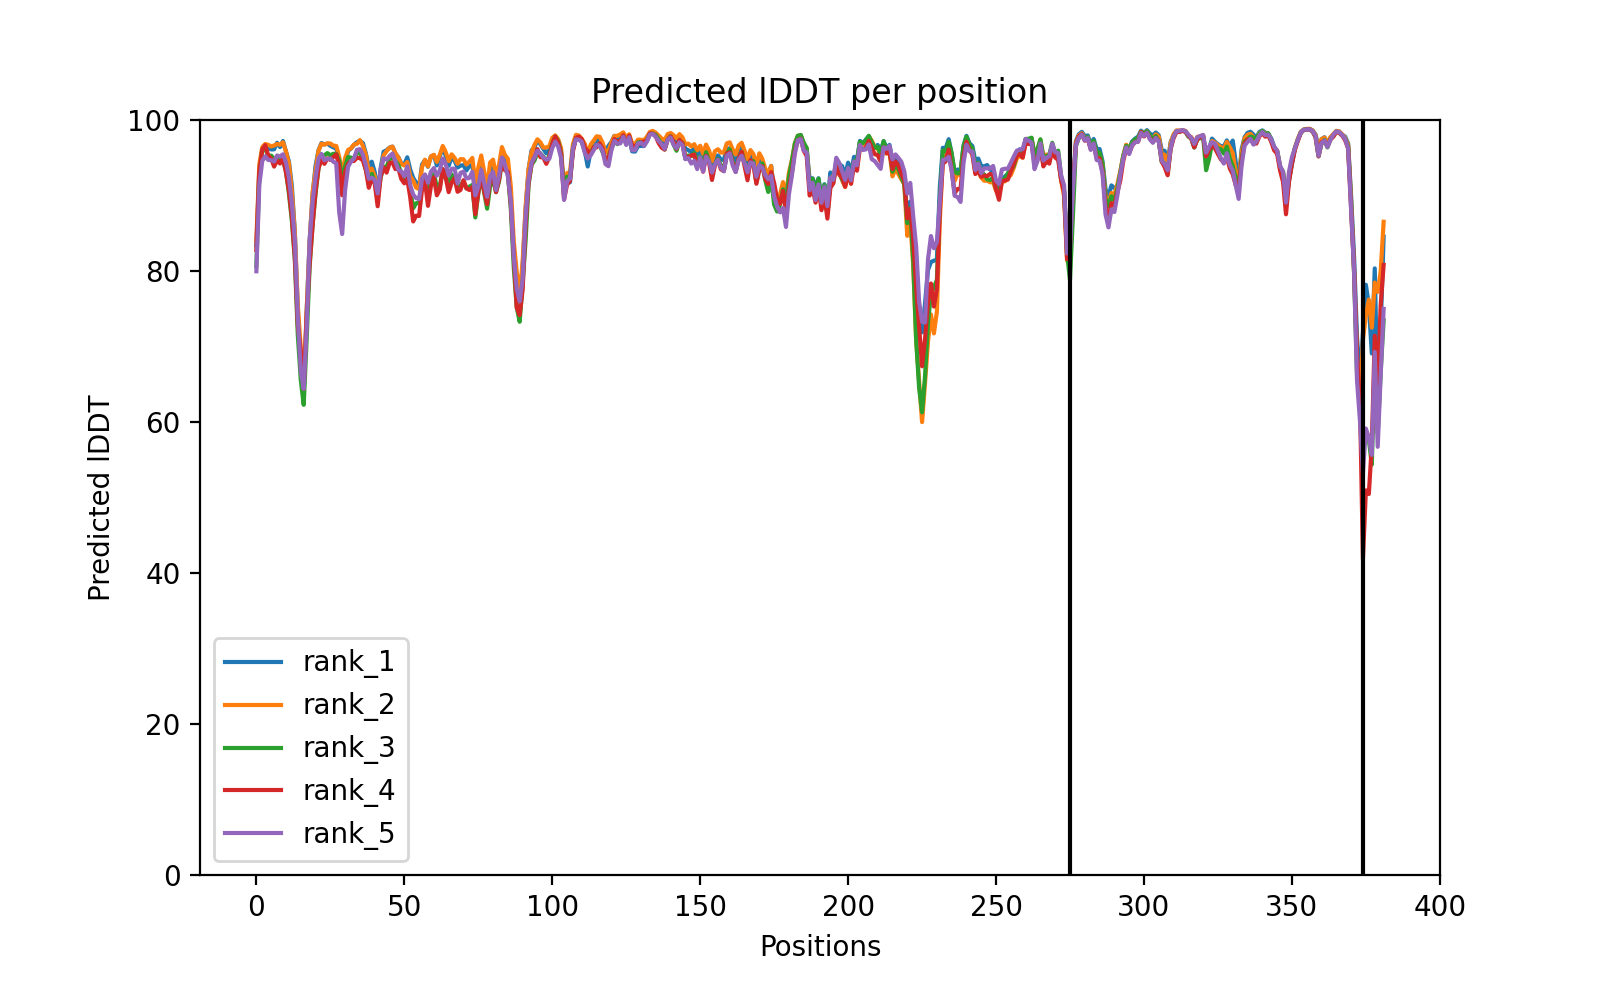 Predicted lDDT per position
100
80
60
40
20
0
Predicted lDDT
rank_1
rank_2
rank_3
rank_4
rank_5
0 50 100 150 200 250 300 350 400
Positions